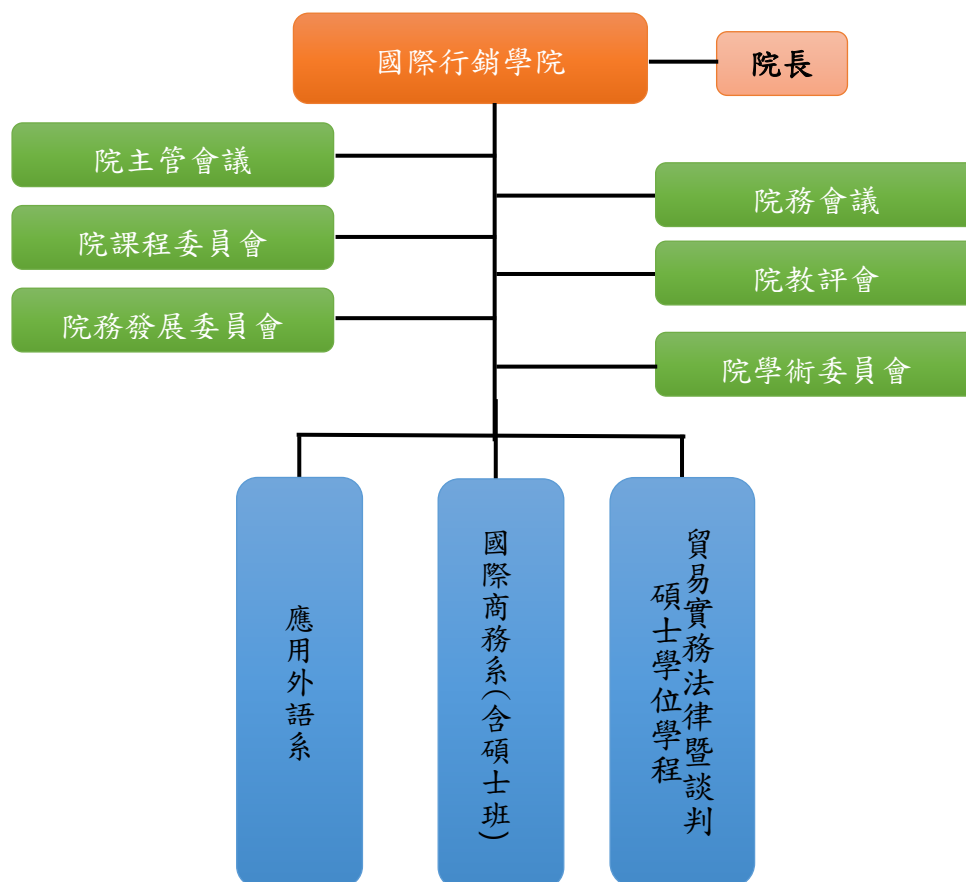 國際行銷學院
院長
院主管會議
院務會議
院課程委員會
院教評會
院務發展委員會
院學術委員會
應用外語系
國際商務系(含碩士班)
貿易實務法律暨談判
碩士學位學程